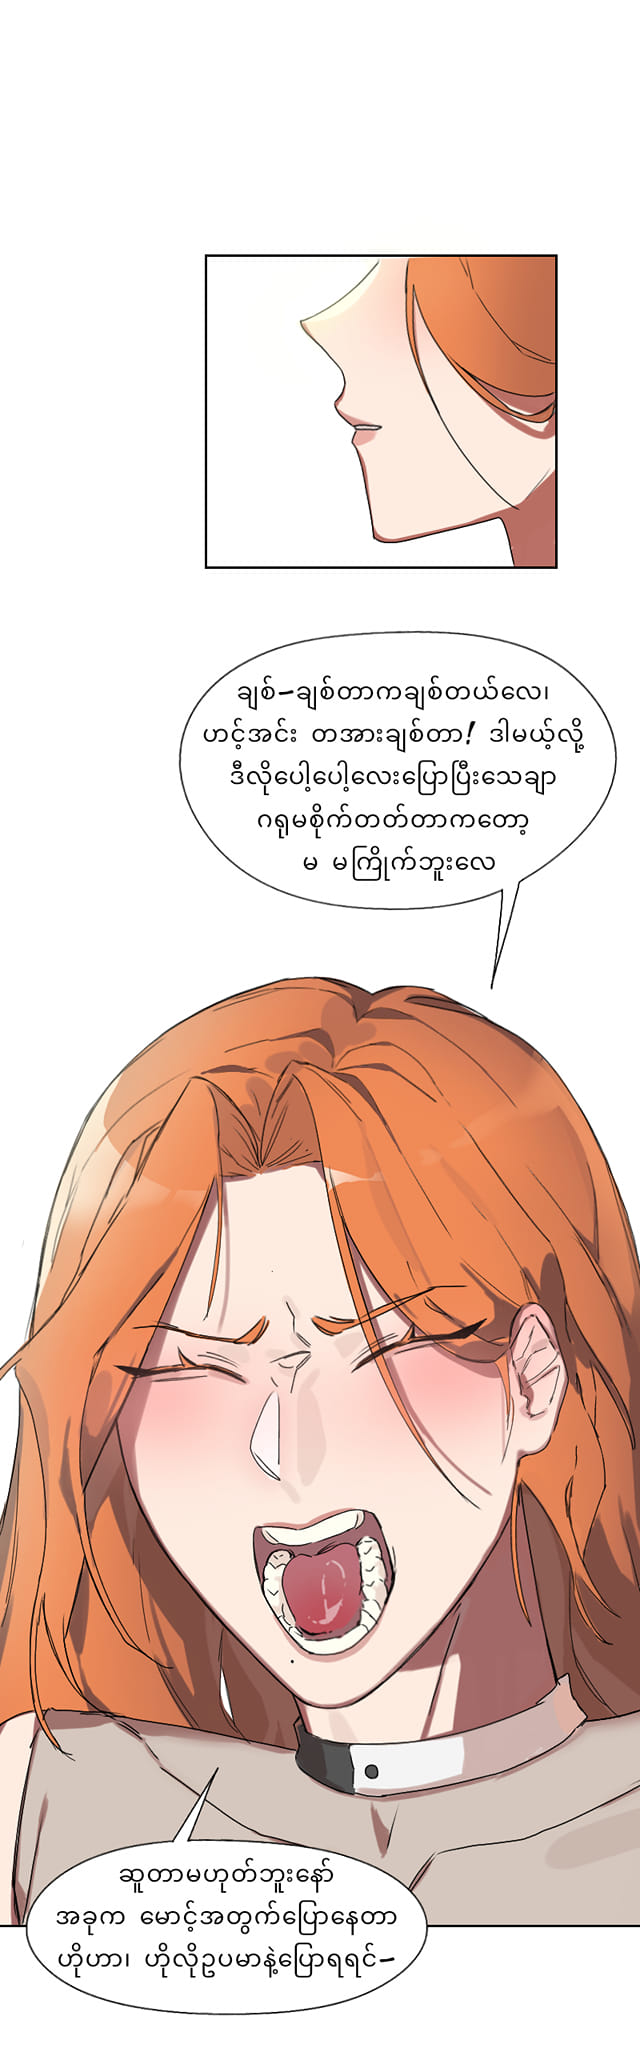 ချစ်-ချစ်တာကချစ်တယ်လေ၊
ဟင့်အင်း တအားချစ်တာ! ဒါမယ့်လို့
ဒီလိုပေါ့ပေါ့လေးပြောပြီးသေချာ
ဂရုမစိုက်တတ်တာကတော့
မ မကြိုက်ဘူးလေ
ဆူတာမဟုတ်ဘူးနော်
အခုက မောင့်အတွက်ပြောနေတာ
ဟိုဟာ၊ ဟိုလိုဥပမာနဲ့ပြောရရင်-